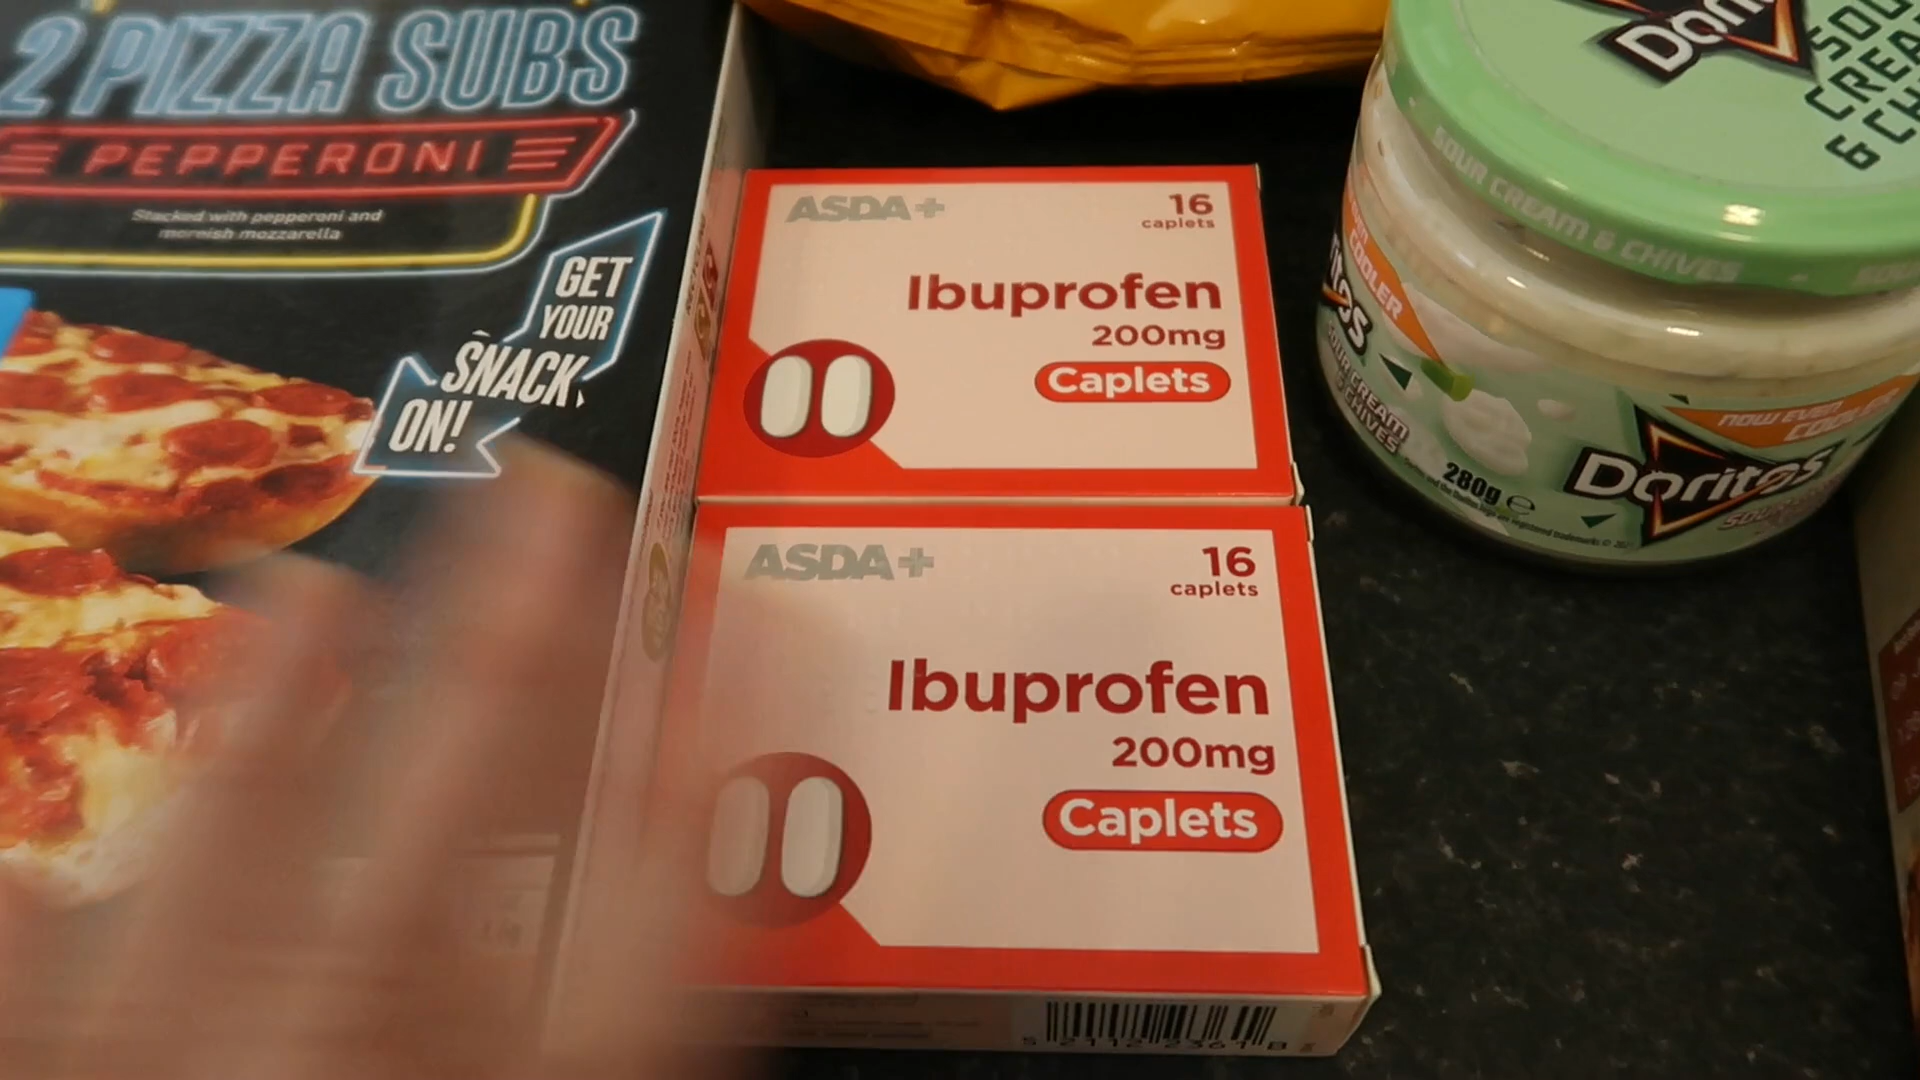 2 PIZZA SUBS
PEPPERONI
Stacked with pepperoni and
moreish mozzarella
GET
YOUR
SNACK
ON!
ASDA+
16
caplets
Ibuprofen
200mg
Caplets
ASDA+
16
caplets
Ibuprofen
200mg
Caplets
SOUR
CREAM
&
SOUR CREAM & CHIVES
COOLER
SOUR CREAM
& CHIVES
280g
NOW EVEN
COOLER
Doritos